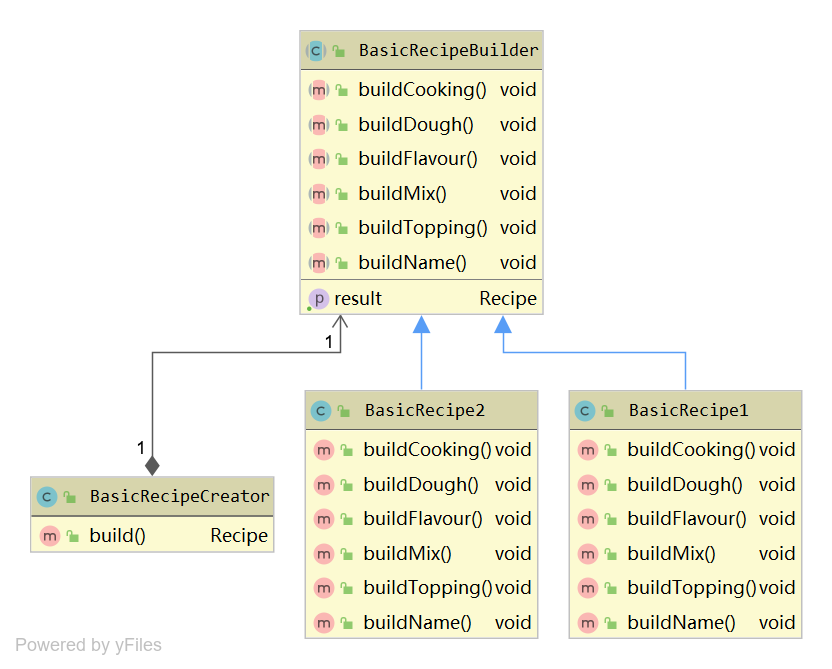 BasicRecipeBuilder
buildCooking() void
buildDough() void
buildFlavour() void
buildMix() void
buildTopping() void
buildName() void
result Recipe
1
1
BasicRecipeCreator
build() Recipe
BasicRecipe2
buildCooking() void
buildDough() void
buildFlavour() void
buildMix() void
buildTopping() void
buildName() void
BasicRecipe1
buildCooking() void
buildDough() void
buildFlavour() void
buildMix() void
buildTopping() void
buildName() void
Powered by yFiles